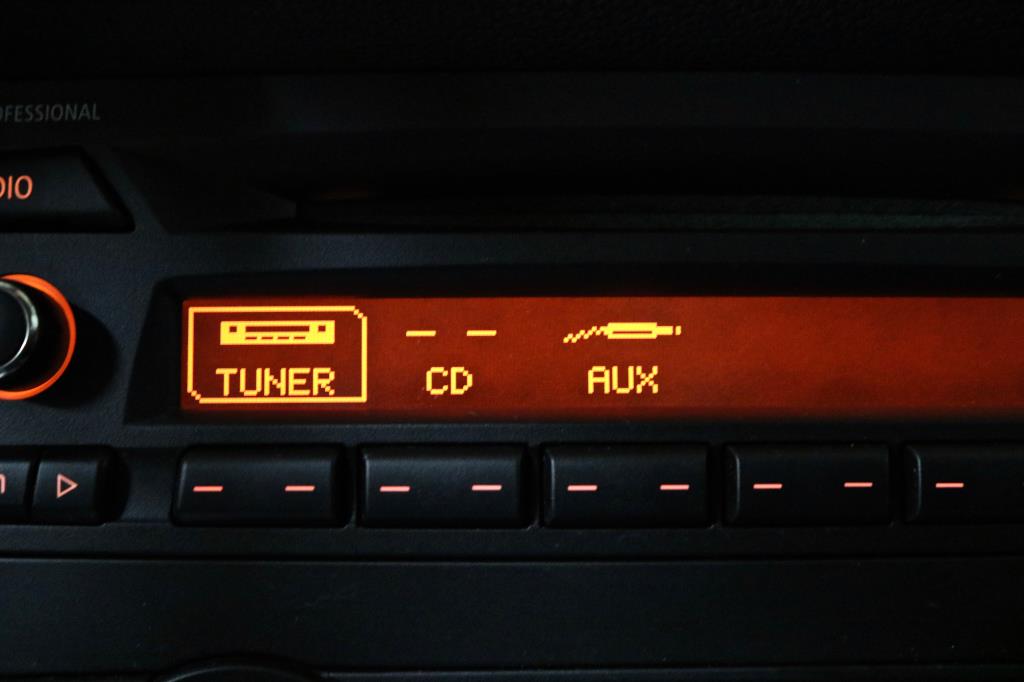 OFESSIONAL
DIO
TUNER
CD
AUX